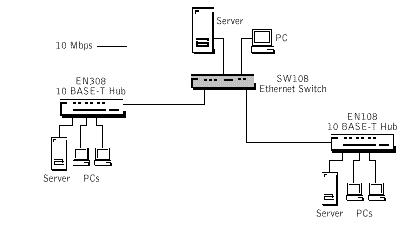 Server
PC
10 Mbps
SW108
Ethernet Switch
EN308
10 BASE-T Hub
EN108
10 BASE-T Hub
Server
PCs
Server
PCs